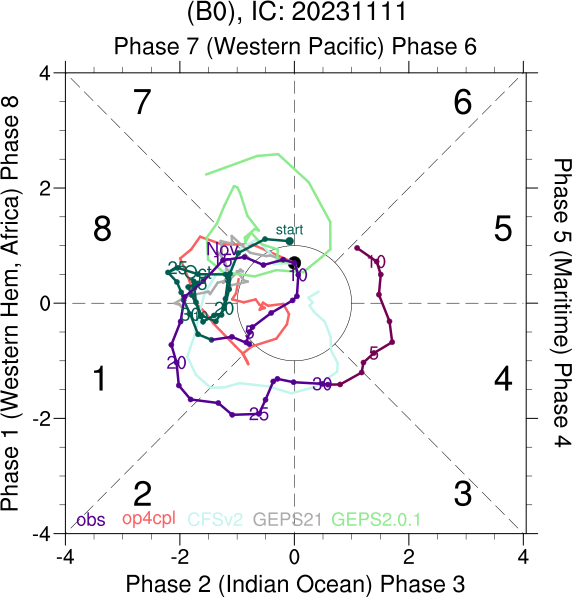 (B0), IC: 20231111
Phase 7 (Western Pacific) Phase 6
4
7
6
start
Nov
5
10
25
Oct
8
5
10
0
30
20
5
20
1
4
30
25
-2
2
3
obs op4cpl CFSv2 GEPS21 GEPS2.0.1
-4
-4 -2 0 2 4
Phase 2 (Indian Ocean) Phase 3
Phase 1 (Western Hem, Africa) Phase 8
Phase 5 (Maritime) Phase 4
2